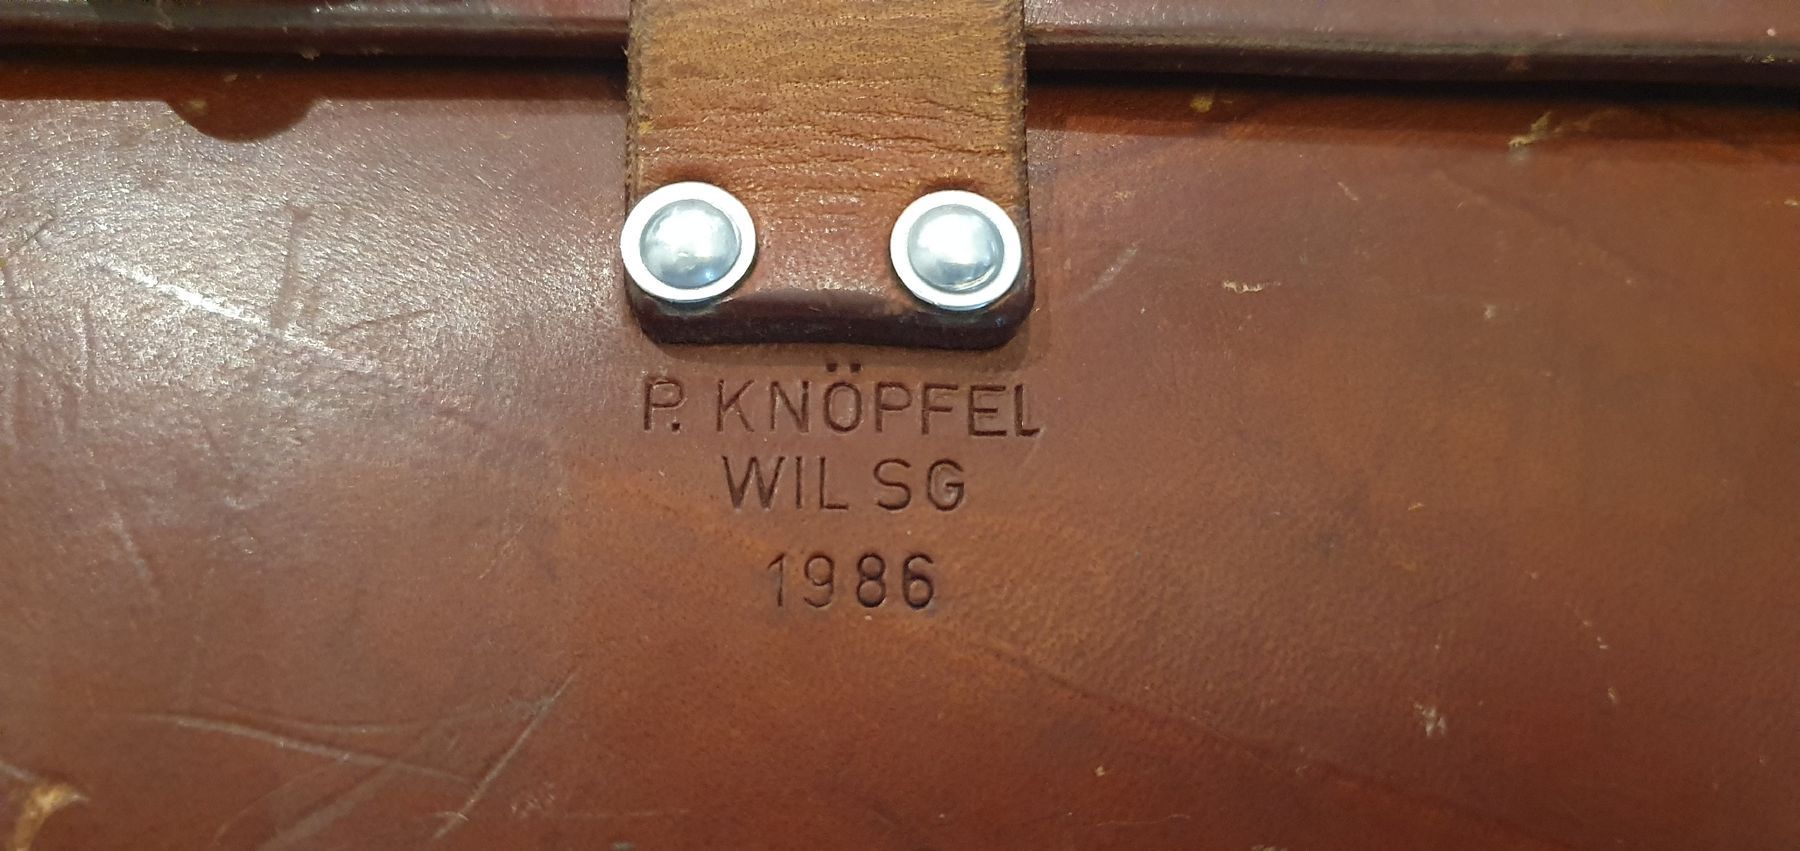 P. KNÖPFEL
WIL SG
1986